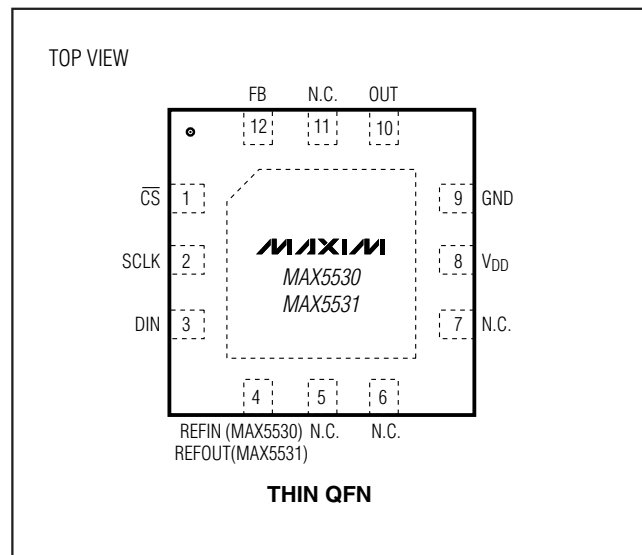 TOP VIEW
FB N.C. OUT
12 11 10
C̅S̅ 1 9 GND
MAXIM
SCLK 2 8 VDD
MAX5530
MAX5531
DIN 3 7 N.C.
4 5 6
REFIN (MAX5530) N.C. N.C.
REFOUT(MAX5531)
THIN QFN